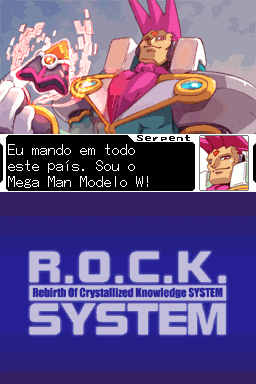 Serpent
Eu mando em todo
este país. Sou o
Mega Man Modelo W!
R.O.C.K.
Rebirth Of Crystallized Knowledge SYSTEM
SYSTEM